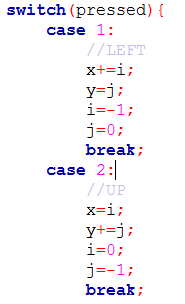 switch(pressed){
case 1:
//LEFT
x+=i;
y=j;
i=-1;
j=0;
break;
case 2:
//UP
x=i;
y+=j;
i=0;
j=-1;
break;